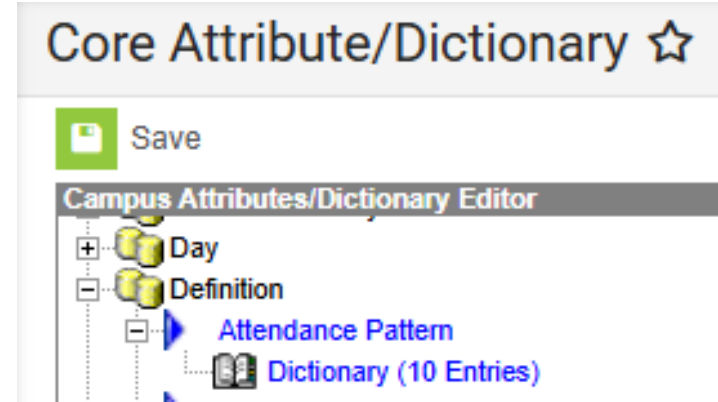 Core Attribute/Dictionary
Save
Campus Attributes/Dictionary Editor
Day
Definition
Attendance Pattern
Dictionary (10 Entries)